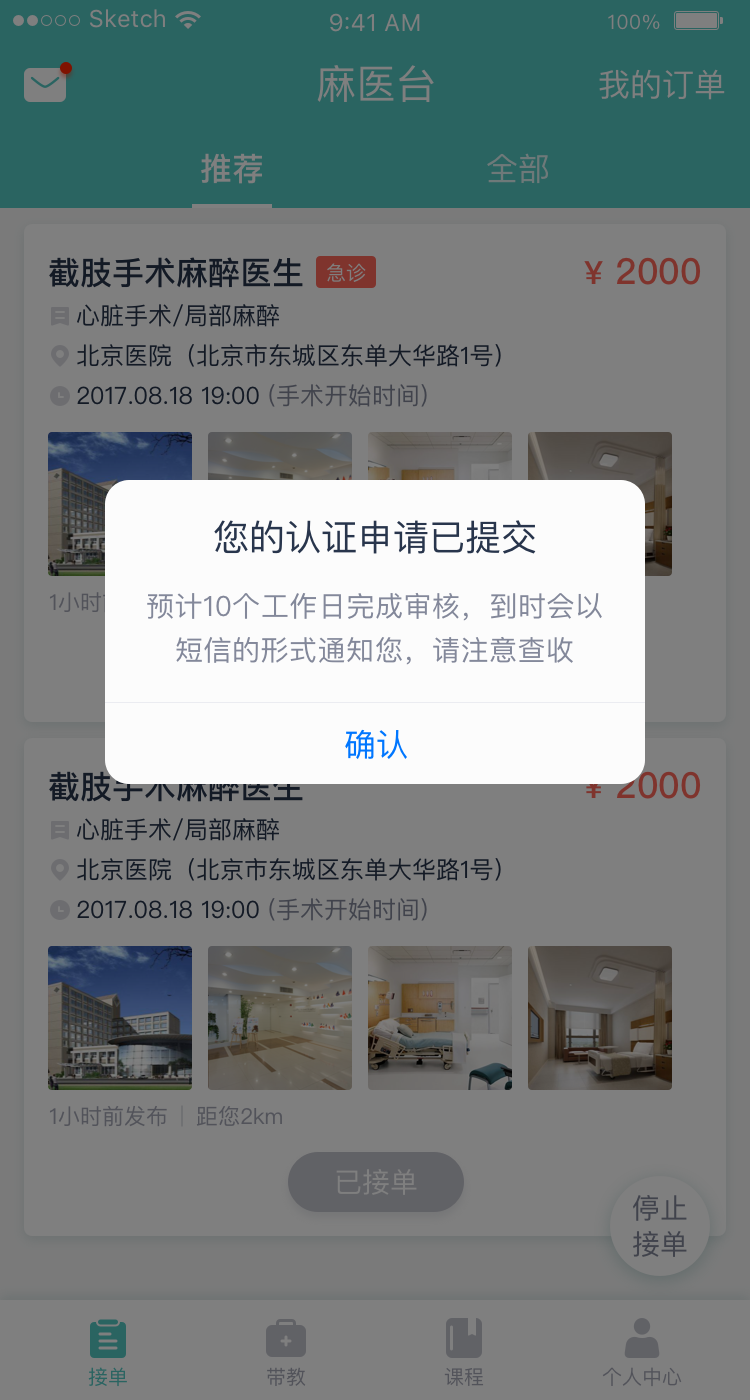 Sketch 9:41 AM 100%
麻医台 我的订单
推荐 全部
截肢手术麻醉医生 急诊 ¥ 2000
心脏手术/局部麻醉
北京医院（北京市东城区东单大华路1号）
2017.08.18 19:00 (手术开始时间)
1小时
您的认证申请已提交
预计10个工作日完成审核，到时会以
短信的形式通知您，请注意查收
确认
截肢手术麻醉医生 ¥ 2000
心脏手术/局部麻醉
北京医院（北京市东城区东单大华路1号）
2017.08.18 19:00 (手术开始时间)
1小时前发布 | 距您2km
已接单
停止
接单
接单 带教 课程 个人中心